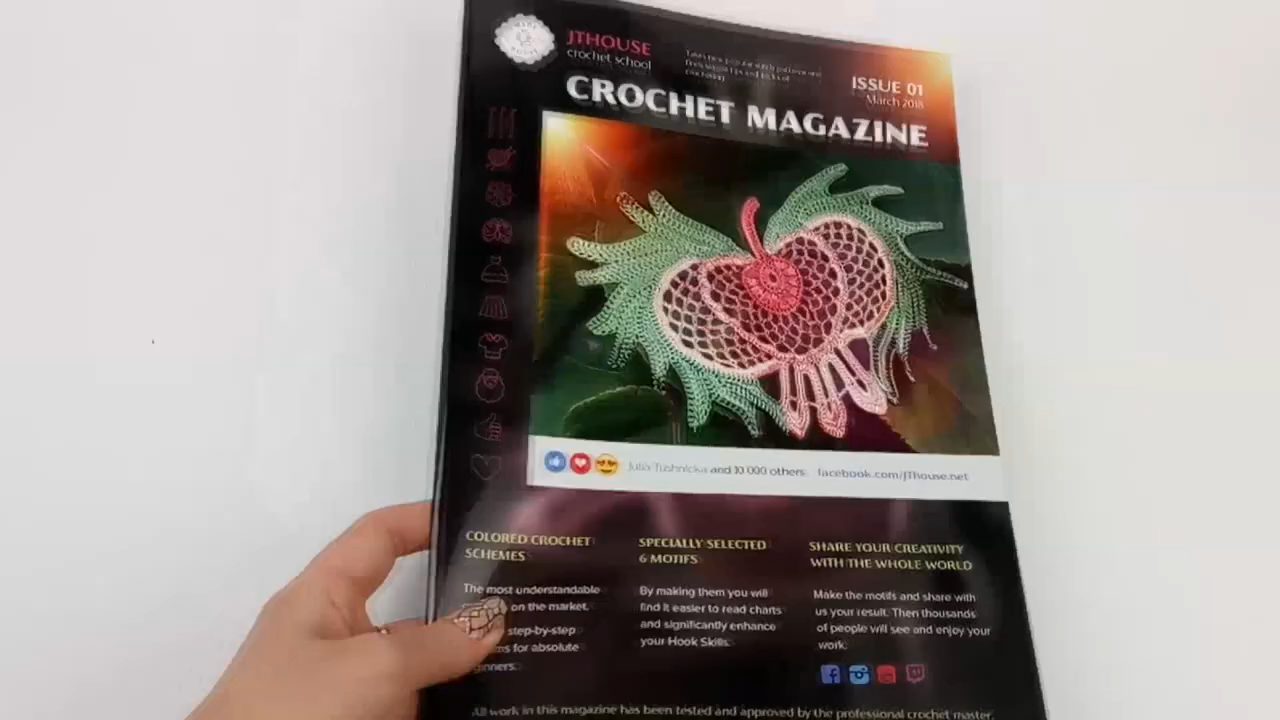 JTHOUSE
crochet school
ISSUE 01
March 2018
CROCHET MAGAZINE
Julia Tushnicka and 10 000 others
facebook.com/JThouse.net
COLORED CROCHET
SCHEMES
The most understandable
on the market.
step-by-step
for absolute
SPECIALLY SELECTED
6 MOTIFS
By making them you will
find it easier to read charts
and significantly enhance
your Hook Skills.
SHARE YOUR CREATIVITY
WITH THE WHOLE WORLD
Make the motifs and share with
us your result. Then thousands
of people will see and enjoy your
work.
All work in this magazine has been tested and approved by the professional crochet master.